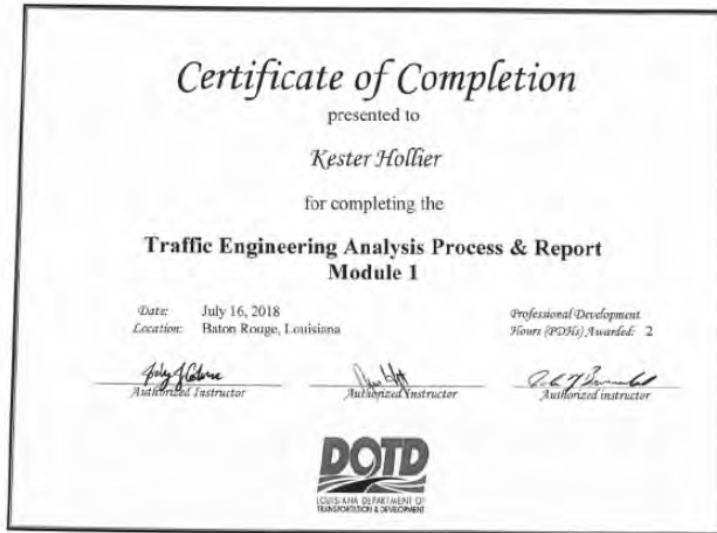 Certificate of Completion
presented to
Kester Hollier
for completing the
Traffic Engineering Analysis Process & Report
Module 1
Date: July 16, 2018
Location: Baton Rouge, Louisiana
Professional Development
Hours (PDHs) Awarded: 2
Authorized Instructor
Authorized Instructor
Authorized instructor
DOTD
LOUISIANA DEPARTMENT OF
TRANSPORTATION & DEVELOPMENT